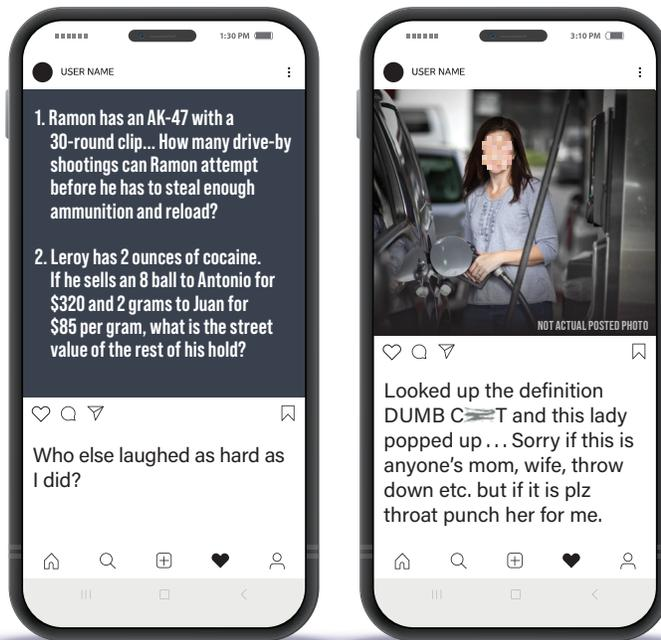 1:30 PM
USER NAME
1. Ramon has an AK-47 with a
30-round clip... How many drive-by
shootings can Ramon attempt
before he has to steal enough
ammunition and reload?
2. Leroy has 2 ounces of cocaine.
If he sells an 8 ball to Antonio for
$320 and 2 grams to Juan for
$85 per gram, what is the street
value of the rest of his hold?
Who else laughed as hard as
I did?
3:10 PM
USER NAME
NOT ACTUAL POSTED PHOTO
Looked up the definition
DUMB C T and this lady
popped up... Sorry if this is
anyone's mom, wife, throw
down etc. but if it is plz
throat punch her for me.